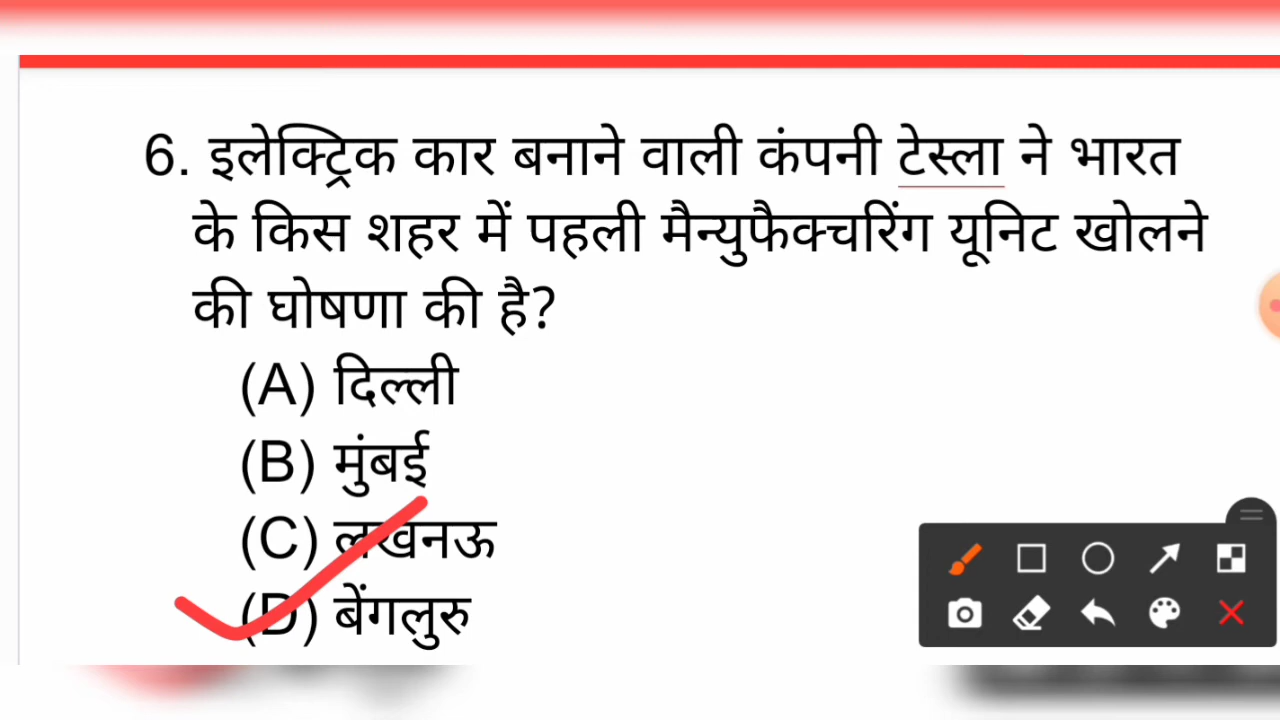 6. इलेक्ट्रिक कार बनाने वाली कंपनी टेस्ला ने भारत
के किस शहर में पहली मैन्युफैक्चरिंग यूनिट खोलने
की घोषणा की है?
(A) दिल्ली
(B) मुंबई
(C) लखनऊ
(D) बेंगलुरु